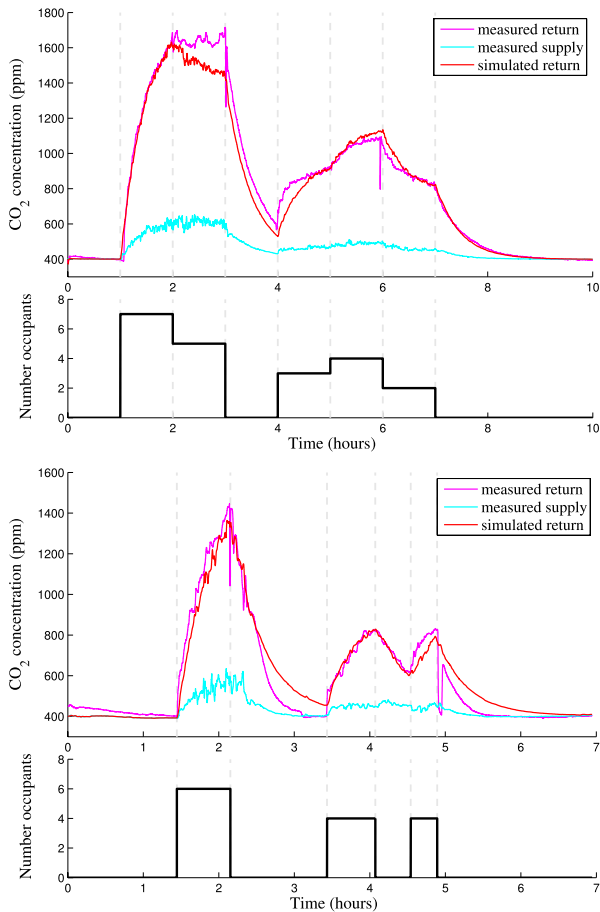 1800
1600
1400
1200
1000
800
600
400
CO2 concentration (ppm)
measured return
measured supply
simulated return
0 2 4 6 8 10
8
6
4
2
0
Number occupants
0 2 4 6 8 10
Time (hours)
1600
1400
1200
1000
800
600
400
CO2 concentration (ppm)
measured return
measured supply
simulated return
0 1 2 3 4 5 6 7
8
6
4
2
0
Number occupants
0 1 2 3 4 5 6 7
Time (hours)